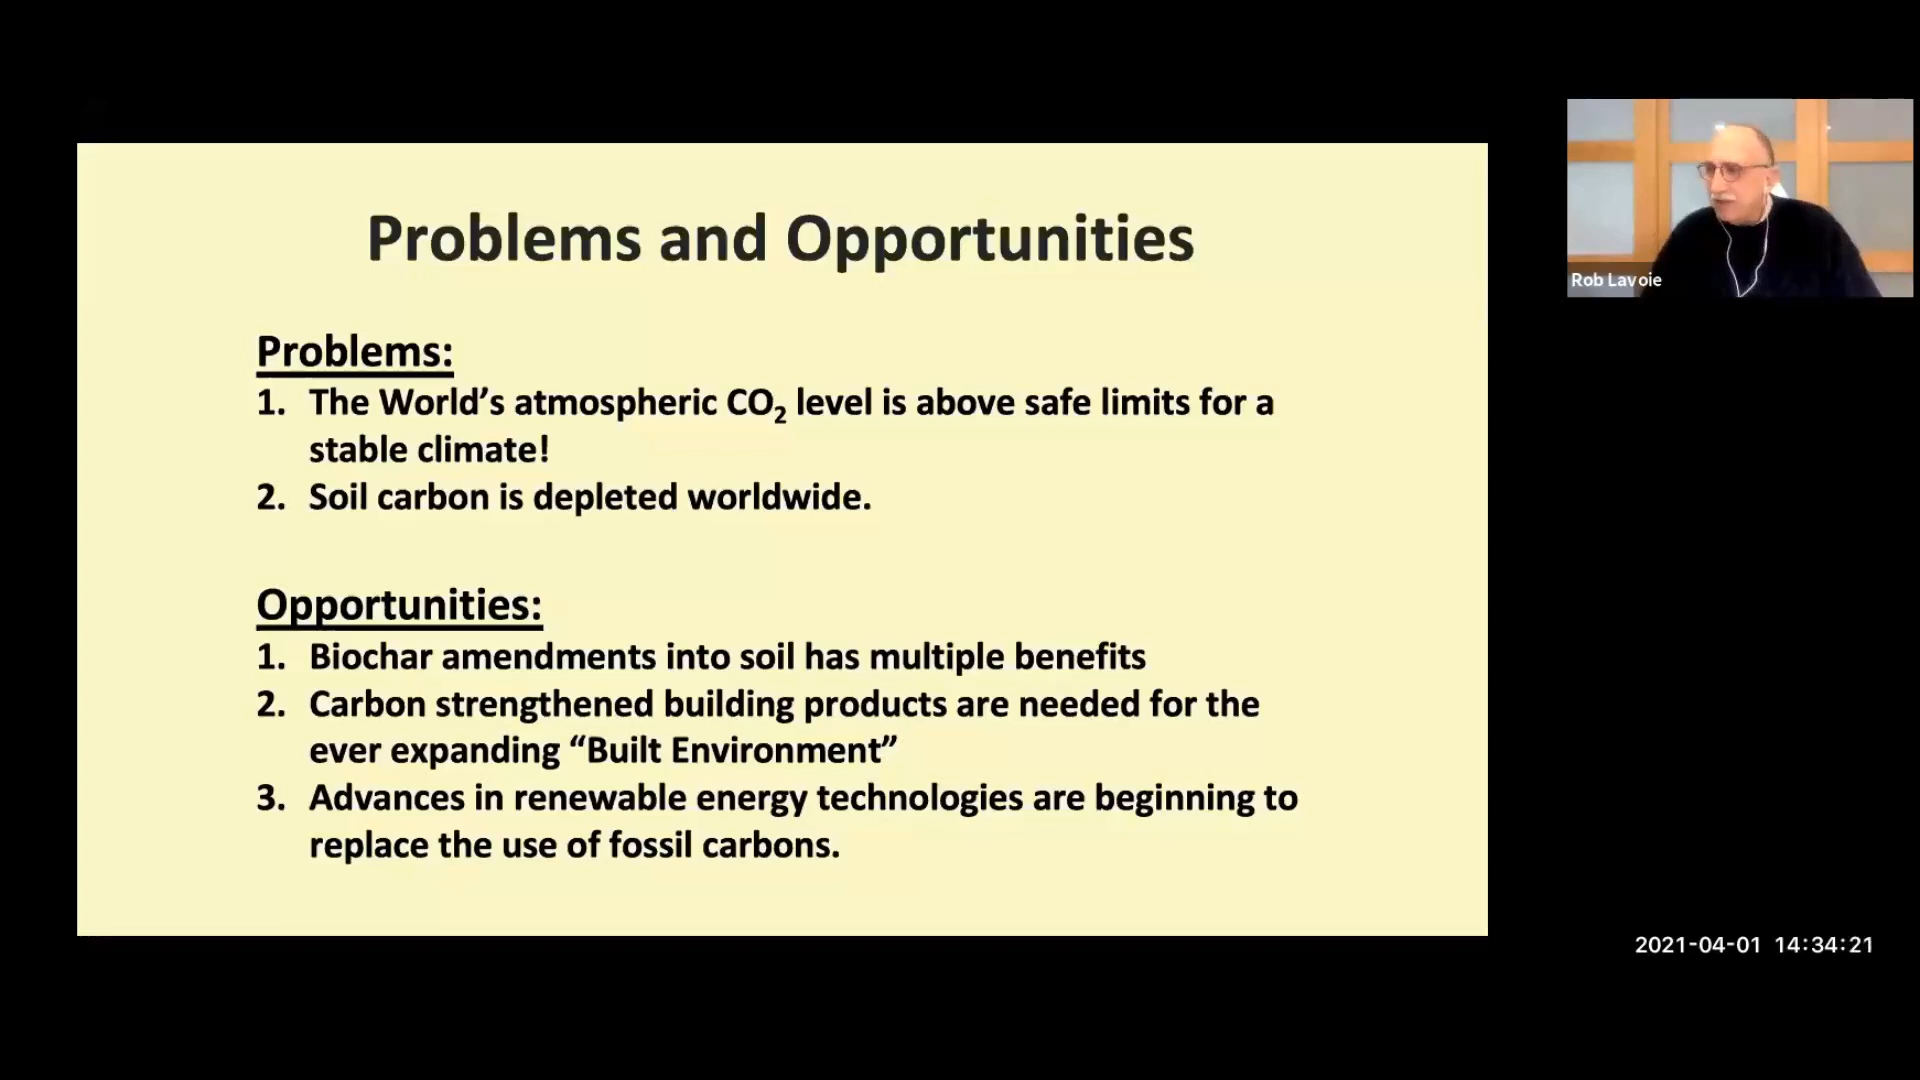 Problems and Opportunities
Problems:
1. The World’s atmospheric CO₂ level is above safe limits for a
stable climate!
2. Soil carbon is depleted worldwide.
Opportunities:
1. Biochar amendments into soil has multiple benefits
2. Carbon strengthened building products are needed for the
ever expanding “Built Environment”
3. Advances in renewable energy technologies are beginning to
replace the use of fossil carbons.
Rob Lavoie
2021-04-01 14:34:21